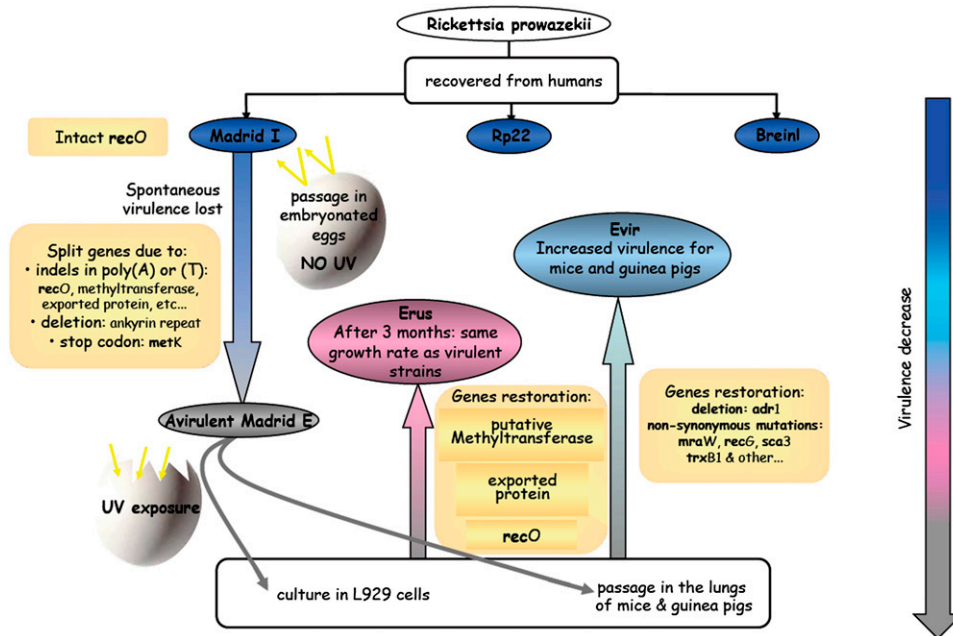 Rickettsia prowazekii
recovered from humans
Intact recO
Madrid I
Rp22
Breinl
Spontaneous
virulence lost
passage in
embryonated
eggs
NO UV
Split genes due to:
• indels in poly(A) or (T):
recO, methyltransferase,
exported protein, etc...
• deletion: ankyrin repeat
• stop codon: metK
Evir
Increased virulence for
mice and guinea pigs
Erus
After 3 months: same
growth rate as virulent
strains
Avirulent Madrid E
UV exposure
Genes restoration:
putative
Methyltransferase
exported
protein
recO
Genes restoration:
deletion: adr1
non-synonymous mutations:
mraW, recG, sca3
trxB1 & other...
culture in L929 cells
passage in the lungs
of mice & guinea pigs
Virulence decrease